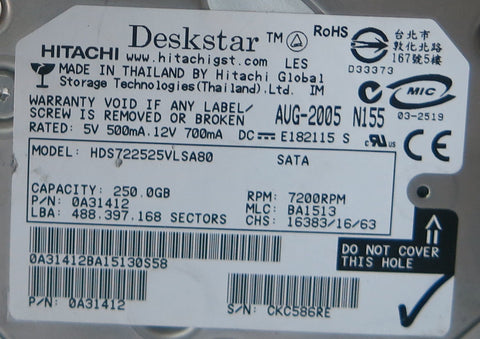 HITACHI Deskstar TM LES RoHS 台北市
www.hitachigst.com 敦化北路
167號5樓
D33373
MADE IN THAILAND BY Hitachi Global
Storage Technologies(Thailand).Ltd. IM
MIC
03-2519
WARRANTY VOID IF ANY LABEL/
SCREW IS REMOVED OR BROKEN
AUG-2005 N155
RATED: 5V 500mA.12V 700mA DC E182115 S
c RU US CE
MODEL: HDS722525VLSA80 SATA
CAPACITY: 250.0GB RPM: 7200RPM
P/N: 0A31412 MLC: BA1513
LBA: 488.397.168 SECTORS CHS: 16383/16/63
DO NOT COVER
THIS HOLE
0A31412BA15130S58
P/N: 0A31412
S/N: CKC586RE